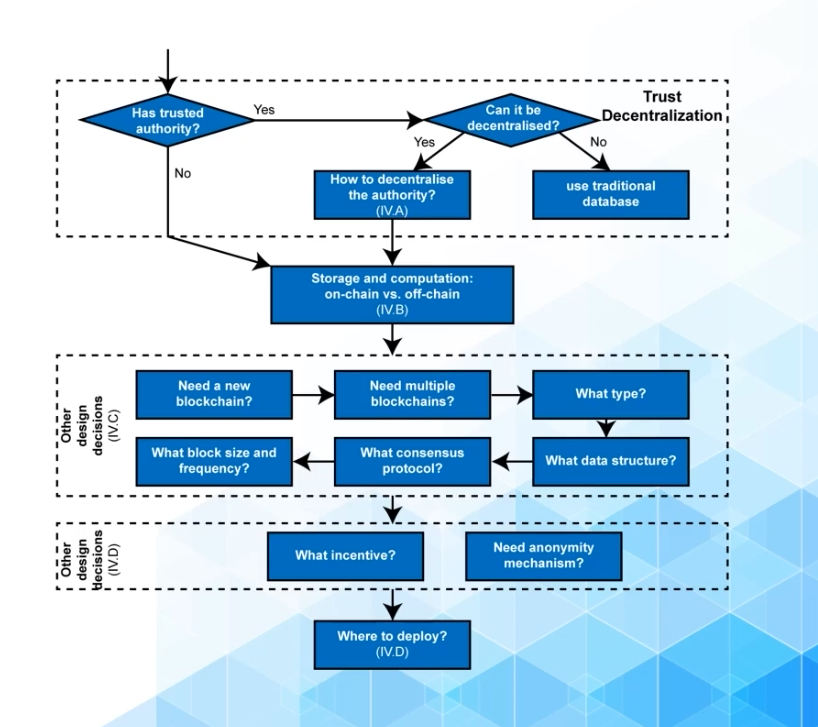 Has trusted
authority?
Yes
Can it be
decentralised?
Trust
Decentralization
No
Yes
No
How to decentralise
the authority?
(IV.A)
use traditional
database
Storage and computation:
on-chain vs. off-chain
(IV.B)
Other
design
decisions
(IV.C)
Need a new
blockchain?
Need multiple
blockchains?
What type?
What block size and
frequency?
What consensus
protocol?
What data structure?
Other
design
decisions
(IV.D)
What incentive?
Need anonymity
mechanism?
Where to deploy?
(IV.D)